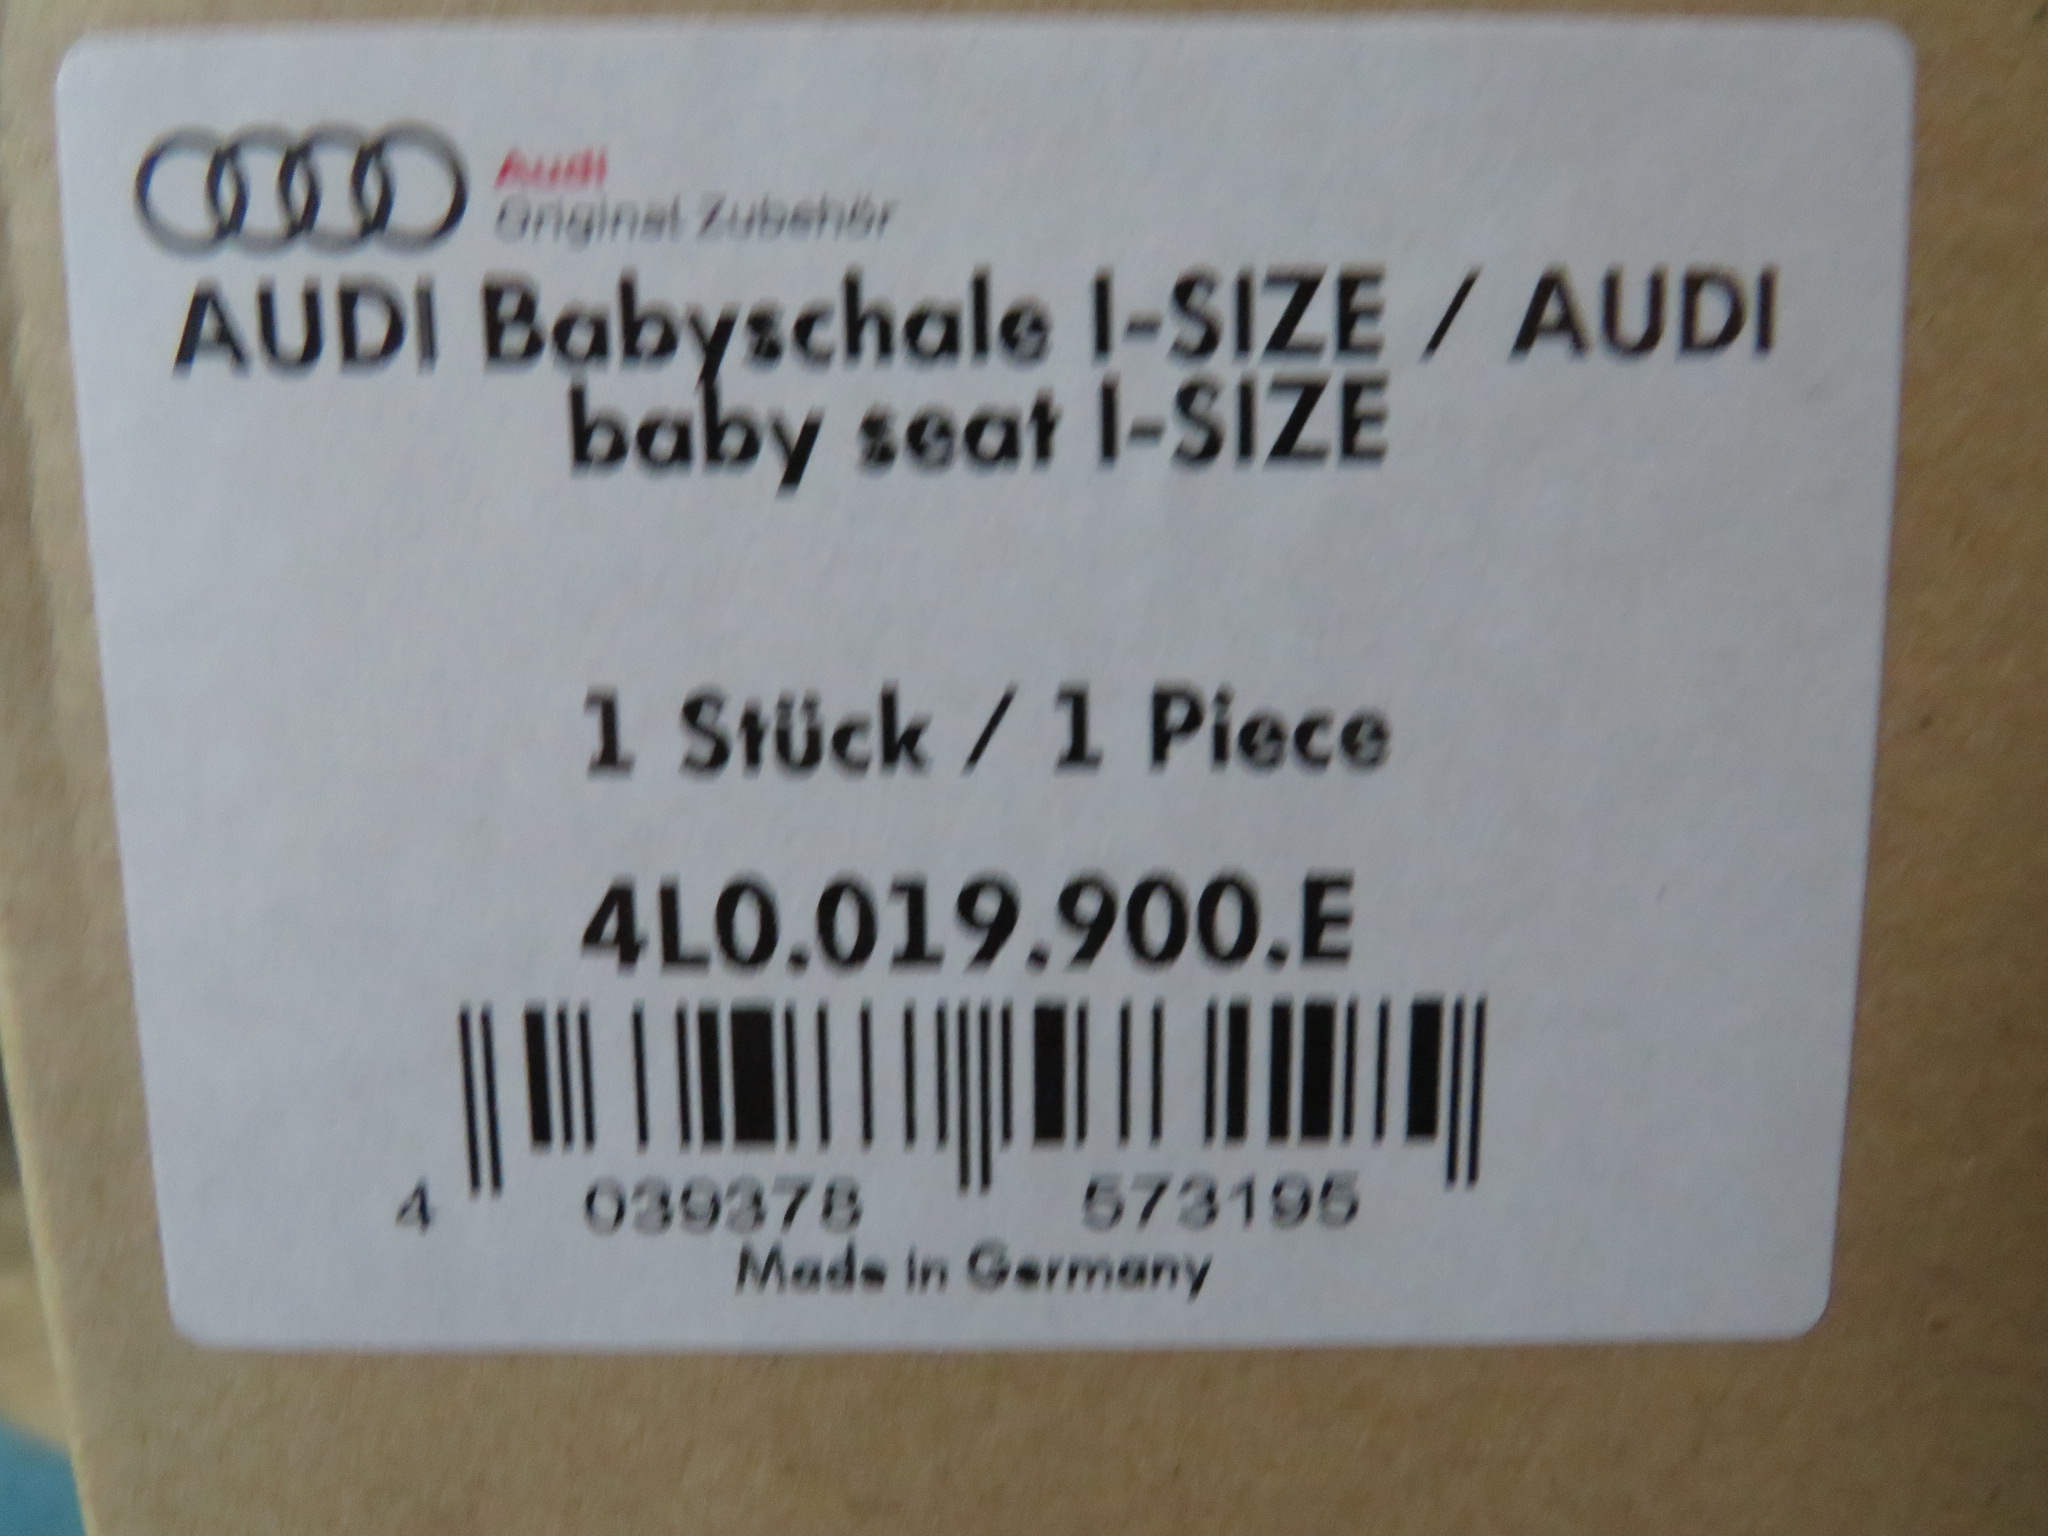 Audi
Original Zubehör
AUDI Babyschale I-SIZE / AUDI
baby seat I-SIZE
1 Stück / 1 Piece
4L0.019.900.E
4 039378 573195
Made in Germany